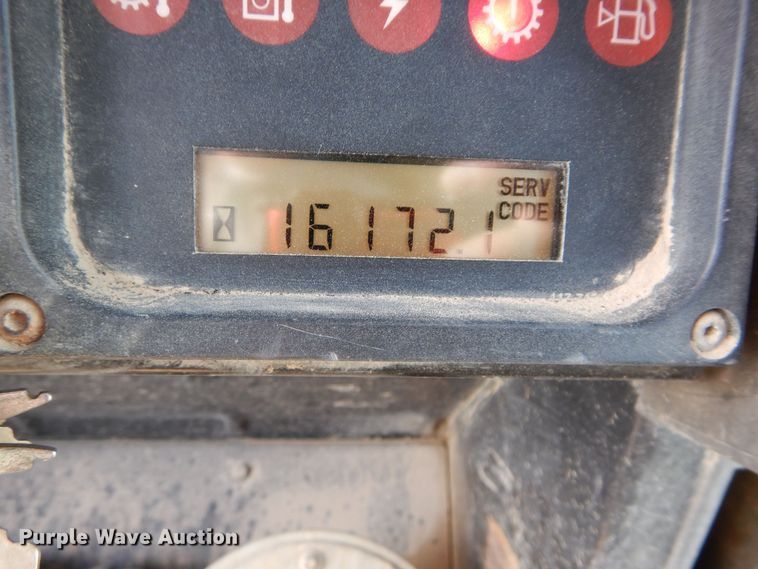 SERV
CODE
16172.1
Purple Wave Auction